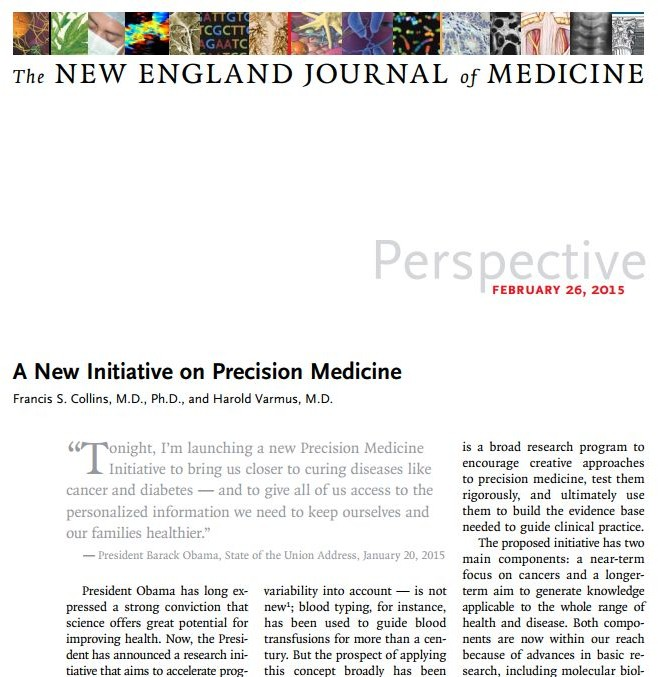 ATTGTC
CGCTTC
AGAATC
The NEW ENGLAND JOURNAL of MEDICINE
Perspective
FEBRUARY 26, 2015
A New Initiative on Precision Medicine
Francis S. Collins, M.D., Ph.D., and Harold Varmus, M.D.
“Tonight, I’m launching a new Precision Medicine
Initiative to bring us closer to curing diseases like
cancer and diabetes — and to give all of us access to the
personalized information we need to keep ourselves and
our families healthier.”
— President Barack Obama, State of the Union Address, January 20, 2015
President Obama has long ex-
pressed a strong conviction that
science offers great potential for
improving health. Now, the Presi-
dent has announced a research ini-
tiative that aims to accelerate prog-
variability into account — is not
new¹; blood typing, for instance,
has been used to guide blood
transfusions for more than a cen-
tury. But the prospect of applying
this concept broadly has been
is a broad research program to
encourage creative approaches
to precision medicine, test them
rigorously, and ultimately use
them to build the evidence base
needed to guide clinical practice.
The proposed initiative has two
main components: a near-term
focus on cancers and a longer-
term aim to generate knowledge
applicable to the whole range of
health and disease. Both compo-
nents are now within our reach
because of advances in basic re-
search, including molecular biol-